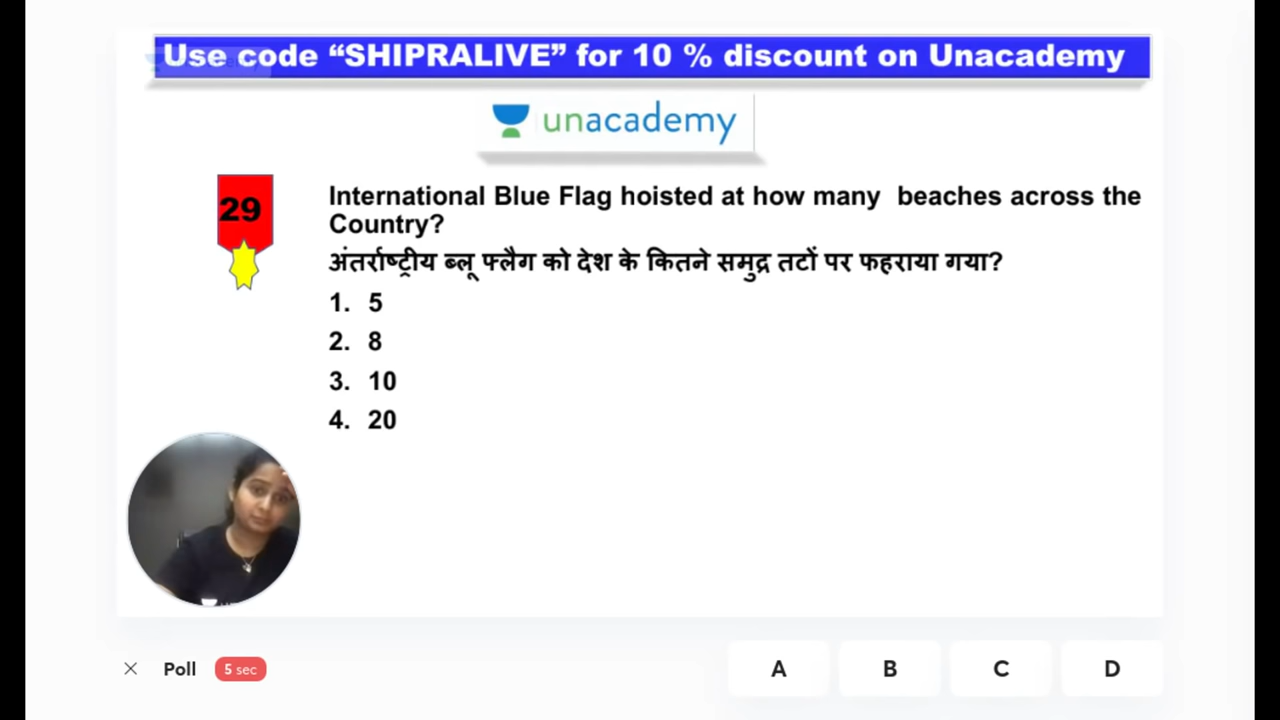 Use code “SHIPRALIVE” for 10 % discount on Unacademy
unacademy
29
International Blue Flag hoisted at how many beaches across the
Country?
अंतर्राष्ट्रीय ब्लू फ्लैग को देश के कितने समुद्र तटों पर फहराया गया?
1. 5
2. 8
3. 10
4. 20
Poll 5 sec A B C D